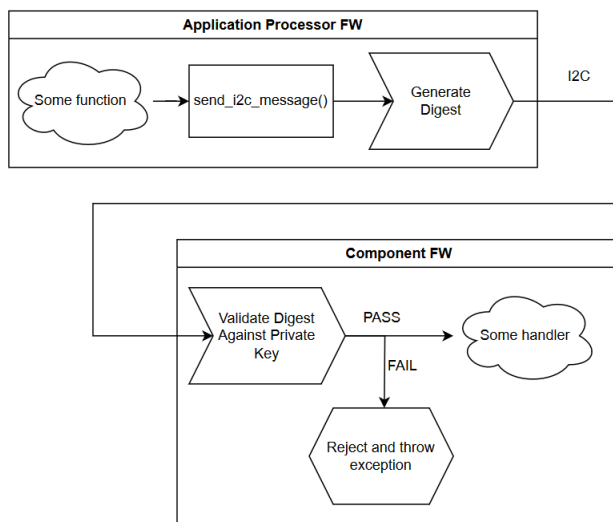 Application Processor FW
Some function
send_i2c_message()
Generate
Digest
I2C
Component FW
Validate Digest
Against Private
Key
PASS
Some handler
FAIL
Reject and throw
exception